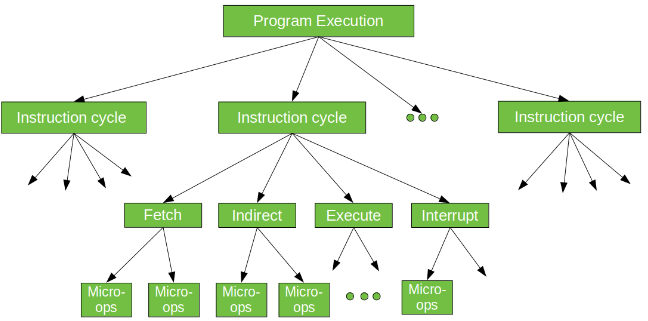 Program Execution
Instruction cycle
Instruction cycle
Instruction cycle
Fetch
Indirect
Execute
Interrupt
Micro-
ops
Micro-
ops
Micro-
ops
Micro-
ops
Micro-
ops